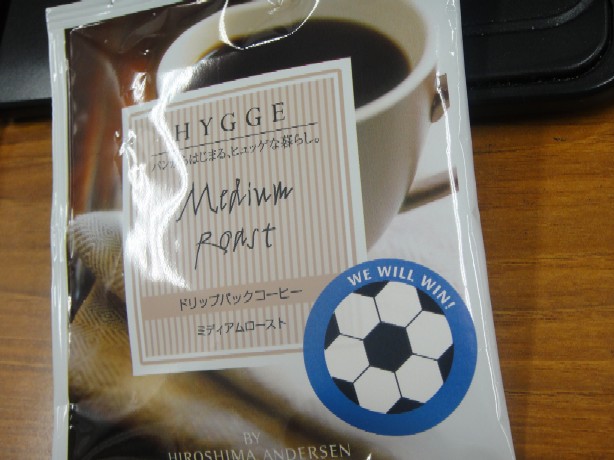 HYGGE
パンからはじまる、ヒュッゲな暮らし。
Medium
Roast
ドリップバックコーヒー
ミディアムロースト
WE WILL WIN!
BY
HIROSHIMA ANDERSEN